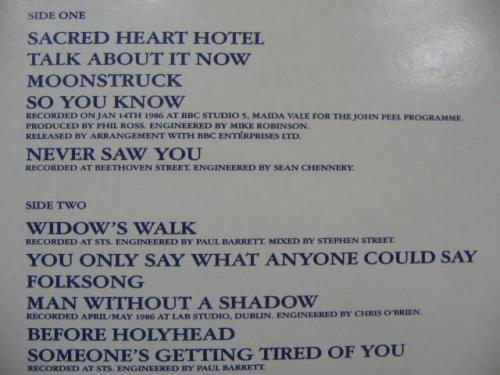 SIDE ONE
SACRED HEART HOTEL
TALK ABOUT IT NOW
MOONSTRUCK
SO YOU KNOW
RECORDED ON JAN 14TH 1986 AT BBC STUDIO 5, MAIDA VALE FOR THE JOHN PEEL PROGRAMME.
PRODUCED BY PHIL ROSS. ENGINEERED BY MIKE ROBINSON.
RELEASED BY ARRANGEMENT WITH BBC ENTERPRISES LTD.
NEVER SAW YOU
RECORDED AT BEETHOVEN STREET. ENGINEERED BY SEAN CHENNERY.
SIDE TWO
WIDOW'S WALK
RECORDED AT STS. ENGINEERED BY PAUL BARRETT. MIXED BY STEPHEN STREET.
YOU ONLY SAY WHAT ANYONE COULD SAY
FOLKSONG
MAN WITHOUT A SHADOW
RECORDED APRIL/MAY 1986 AT LAB STUDIO, DUBLIN. ENGINEERED BY CHRIS O'BRIEN.
BEFORE HOLYHEAD
SOMEONE'S GETTING TIRED OF YOU
RECORDED AT STS. ENGINEERED BY PAUL BARRETT.